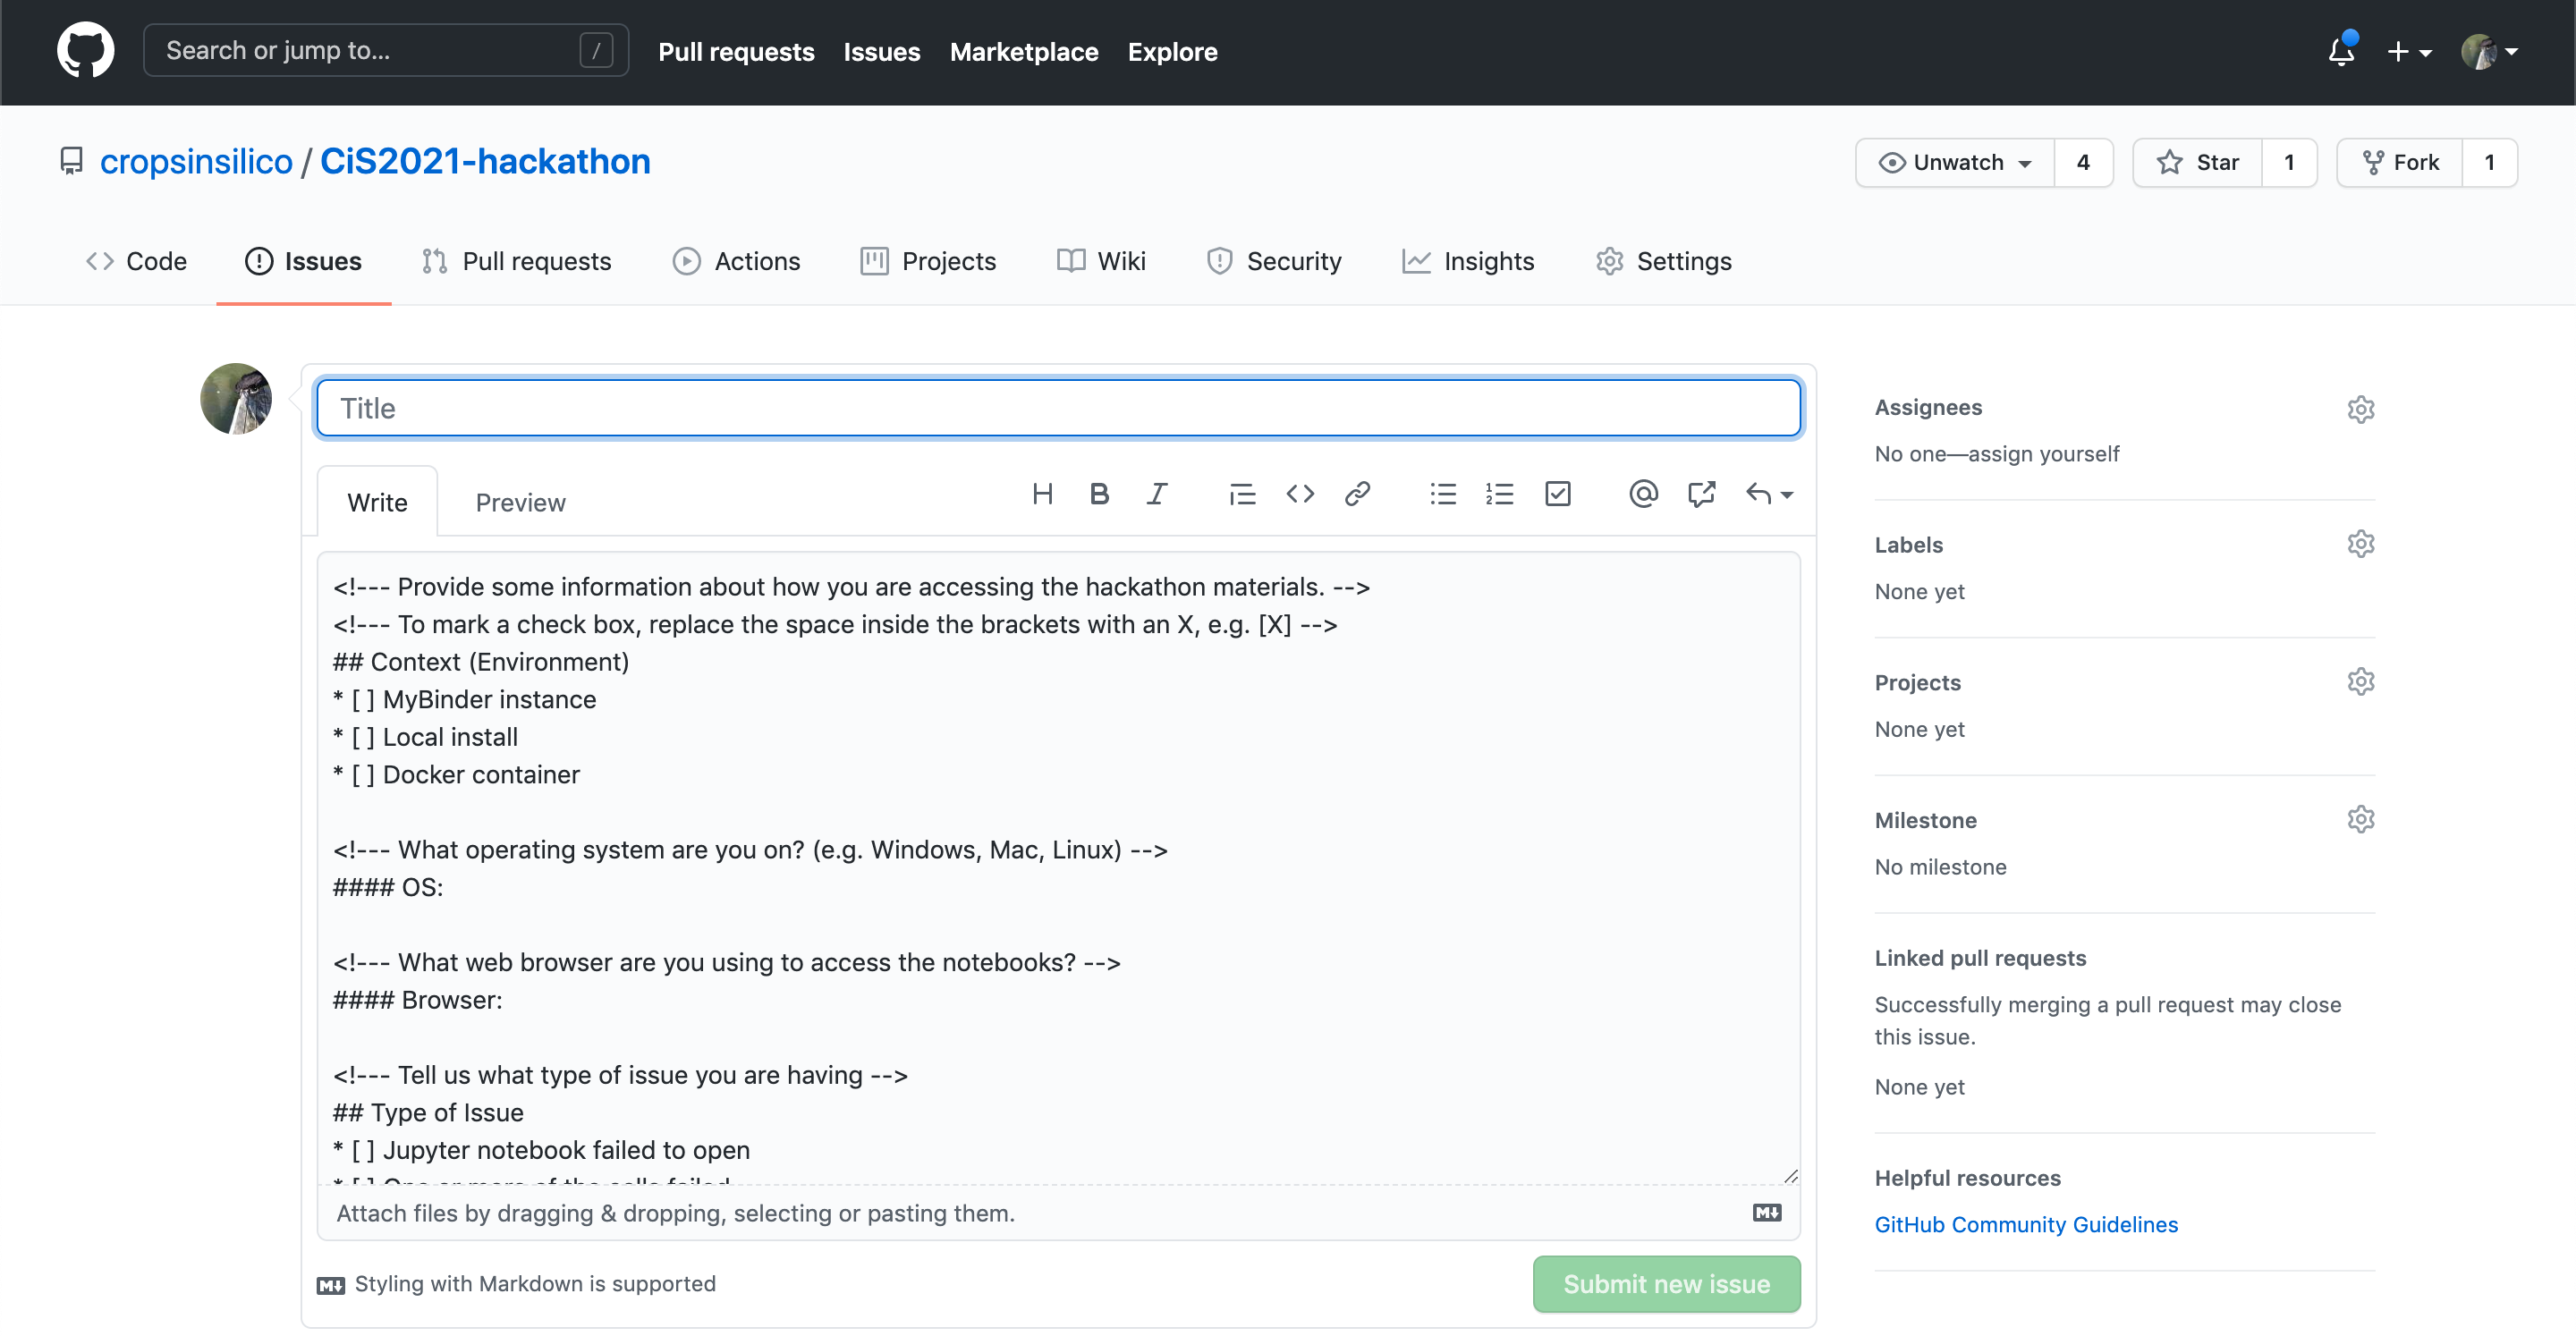 Search or jump to... /
Pull requests Issues Marketplace Explore
cropsinsilico / CiS2021-hackathon
Unwatch 4 Star 1 Fork 1
Code Issues Pull requests Actions Projects Wiki Security Insights Settings
Title
Write Preview
<!--- Provide some information about how you are accessing the hackathon materials. -->
<!--- To mark a check box, replace the space inside the brackets with an X, e.g. [X] -->
## Context (Environment)
* [ ] MyBinder instance
* [ ] Local install
* [ ] Docker container
<!--- What operating system are you on? (e.g. Windows, Mac, Linux) -->
#### OS:
<!--- What web browser are you using to access the notebooks? -->
#### Browser:
<!--- Tell us what type of issue you are having -->
## Type of Issue
* [ ] Jupyter notebook failed to open
* [ ] One or more of the cells failed
Attach files by dragging & dropping, selecting or pasting them.
Styling with Markdown is supported
Submit new issue
Assignees
No one—assign yourself
Labels
None yet
Projects
None yet
Milestone
No milestone
Linked pull requests
Successfully merging a pull request may close
this issue.
None yet
Helpful resources
GitHub Community Guidelines